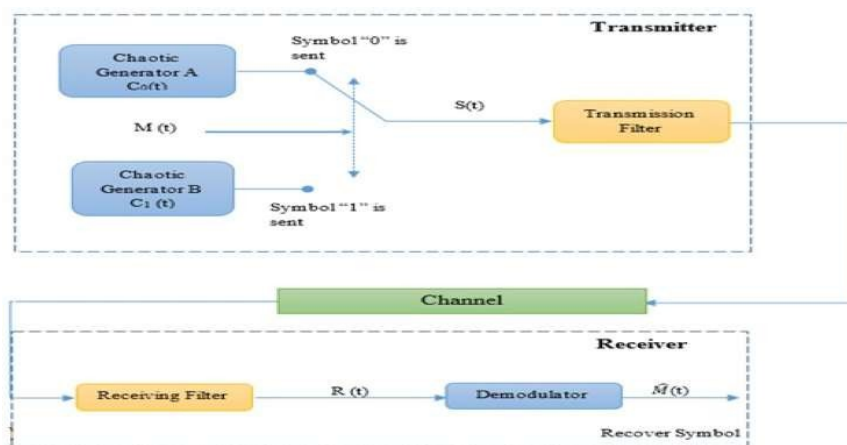 Transmitter
Symbol “0” is
sent
Chaotic
Generator A
C₀(t)
S(t)
Transmission
Filter
M (t)
Chaotic
Generator B
C₁ (t)
Symbol “1” is
sent
Channel
Receiver
Receiving Filter
R (t)
Demodulator
M̂(t)
Recover Symbol